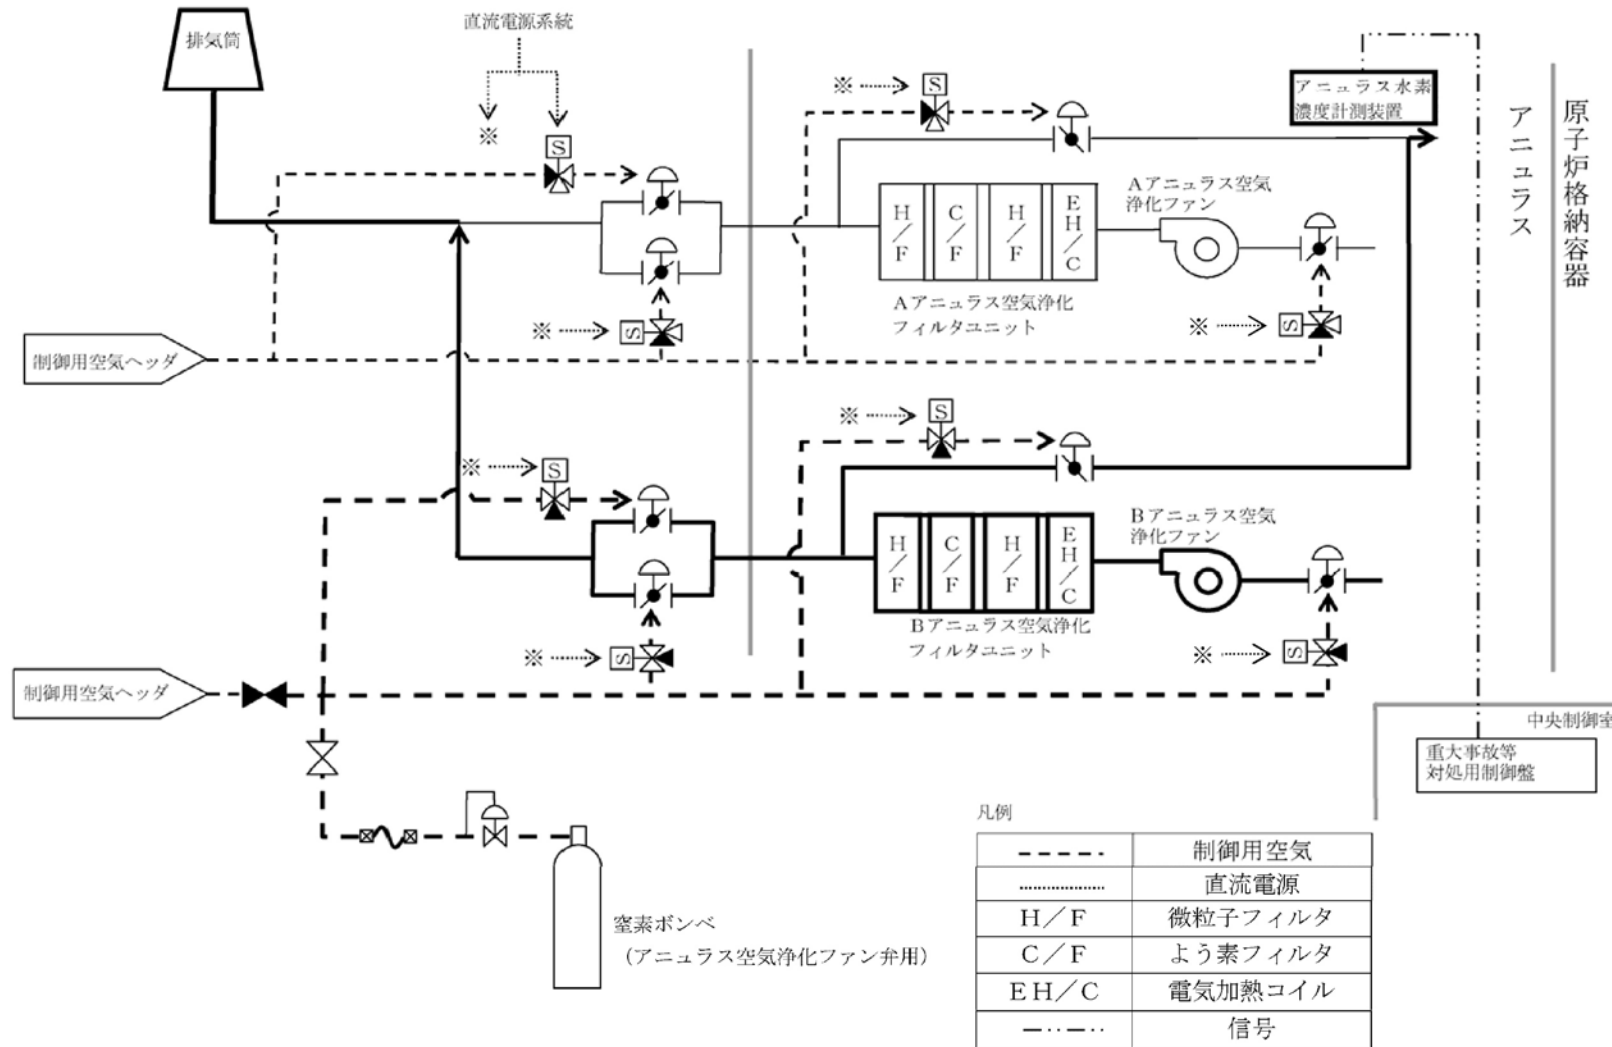 排気筒
直流電源系統
※
S
※
S
アニュラス水素
濃度計測装置
アニュラス
原子炉格納容器
H/F
C/F
H/F
EH/C
Aアニュラス空気
浄化ファン
Aアニュラス空気浄化
フィルタユニット
※
S
※
S
制御用空気ヘッダ
※
S
※
S
H/F
C/F
H/F
EH/C
Bアニュラス空気
浄化ファン
Bアニュラス空気浄化
フィルタユニット
※
S
※
S
制御用空気ヘッダ
中央制御室
重大事故等
対処用制御盤
窒素ボンベ
(アニュラス空気浄化ファン弁用)
凡例
制御用空気
直流電源
H/F 微粒子フィルタ
C/F よう素フィルタ
EH/C 電気加熱コイル
信号